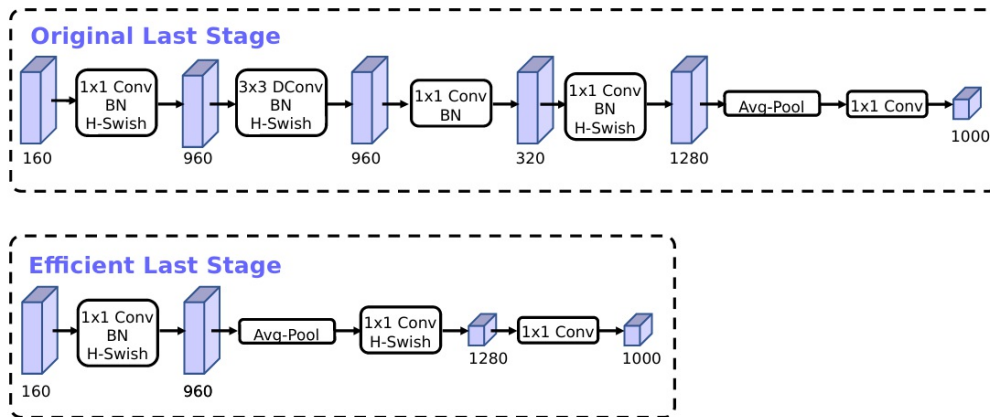 Original Last Stage
1x1 Conv
BN
H-Swish
3x3 DConv
BN
H-Swish
1x1 Conv
BN
1x1 Conv
BN
H-Swish
Avg-Pool
1x1 Conv
160
960
960
320
1280
1000
Efficient Last Stage
1x1 Conv
BN
H-Swish
Avg-Pool
1x1 Conv
H-Swish
1x1 Conv
160
960
1280
1000